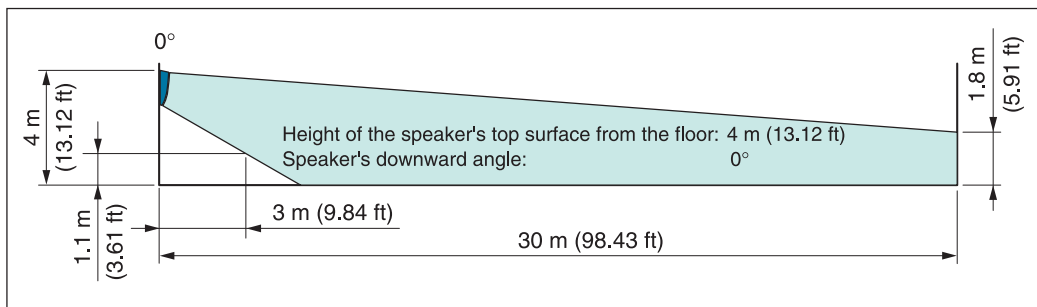 0°
4 m
(13.12 ft)
1.8 m
(5.91 ft)
Height of the speaker's top surface from the floor: 4 m (13.12 ft)
Speaker's downward angle: 0°
1.1 m
(3.61 ft)
3 m (9.84 ft)
30 m (98.43 ft)